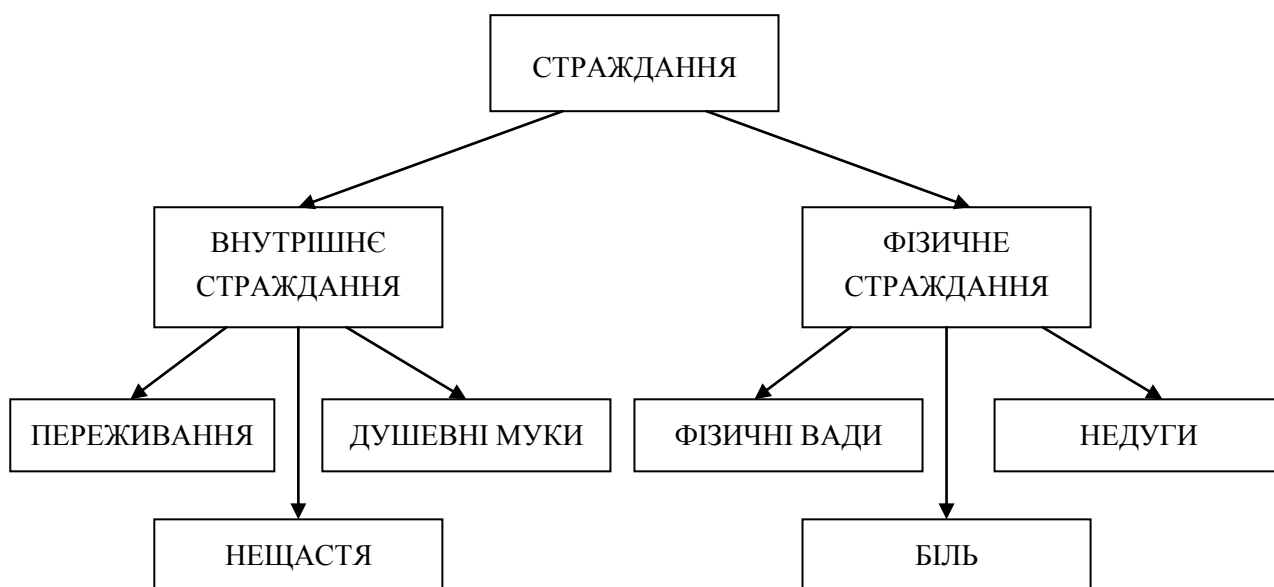 СТРАЖДАННЯ
ВНУТРІШНЄ
СТРАЖДАННЯ
ФІЗИЧНЕ
СТРАЖДАННЯ
ПЕРЕЖИВАННЯ
ДУШЕВНІ МУКИ
ФІЗИЧНІ ВАДИ
НЕДУГИ
НЕЩАСТЯ
БІЛЬ